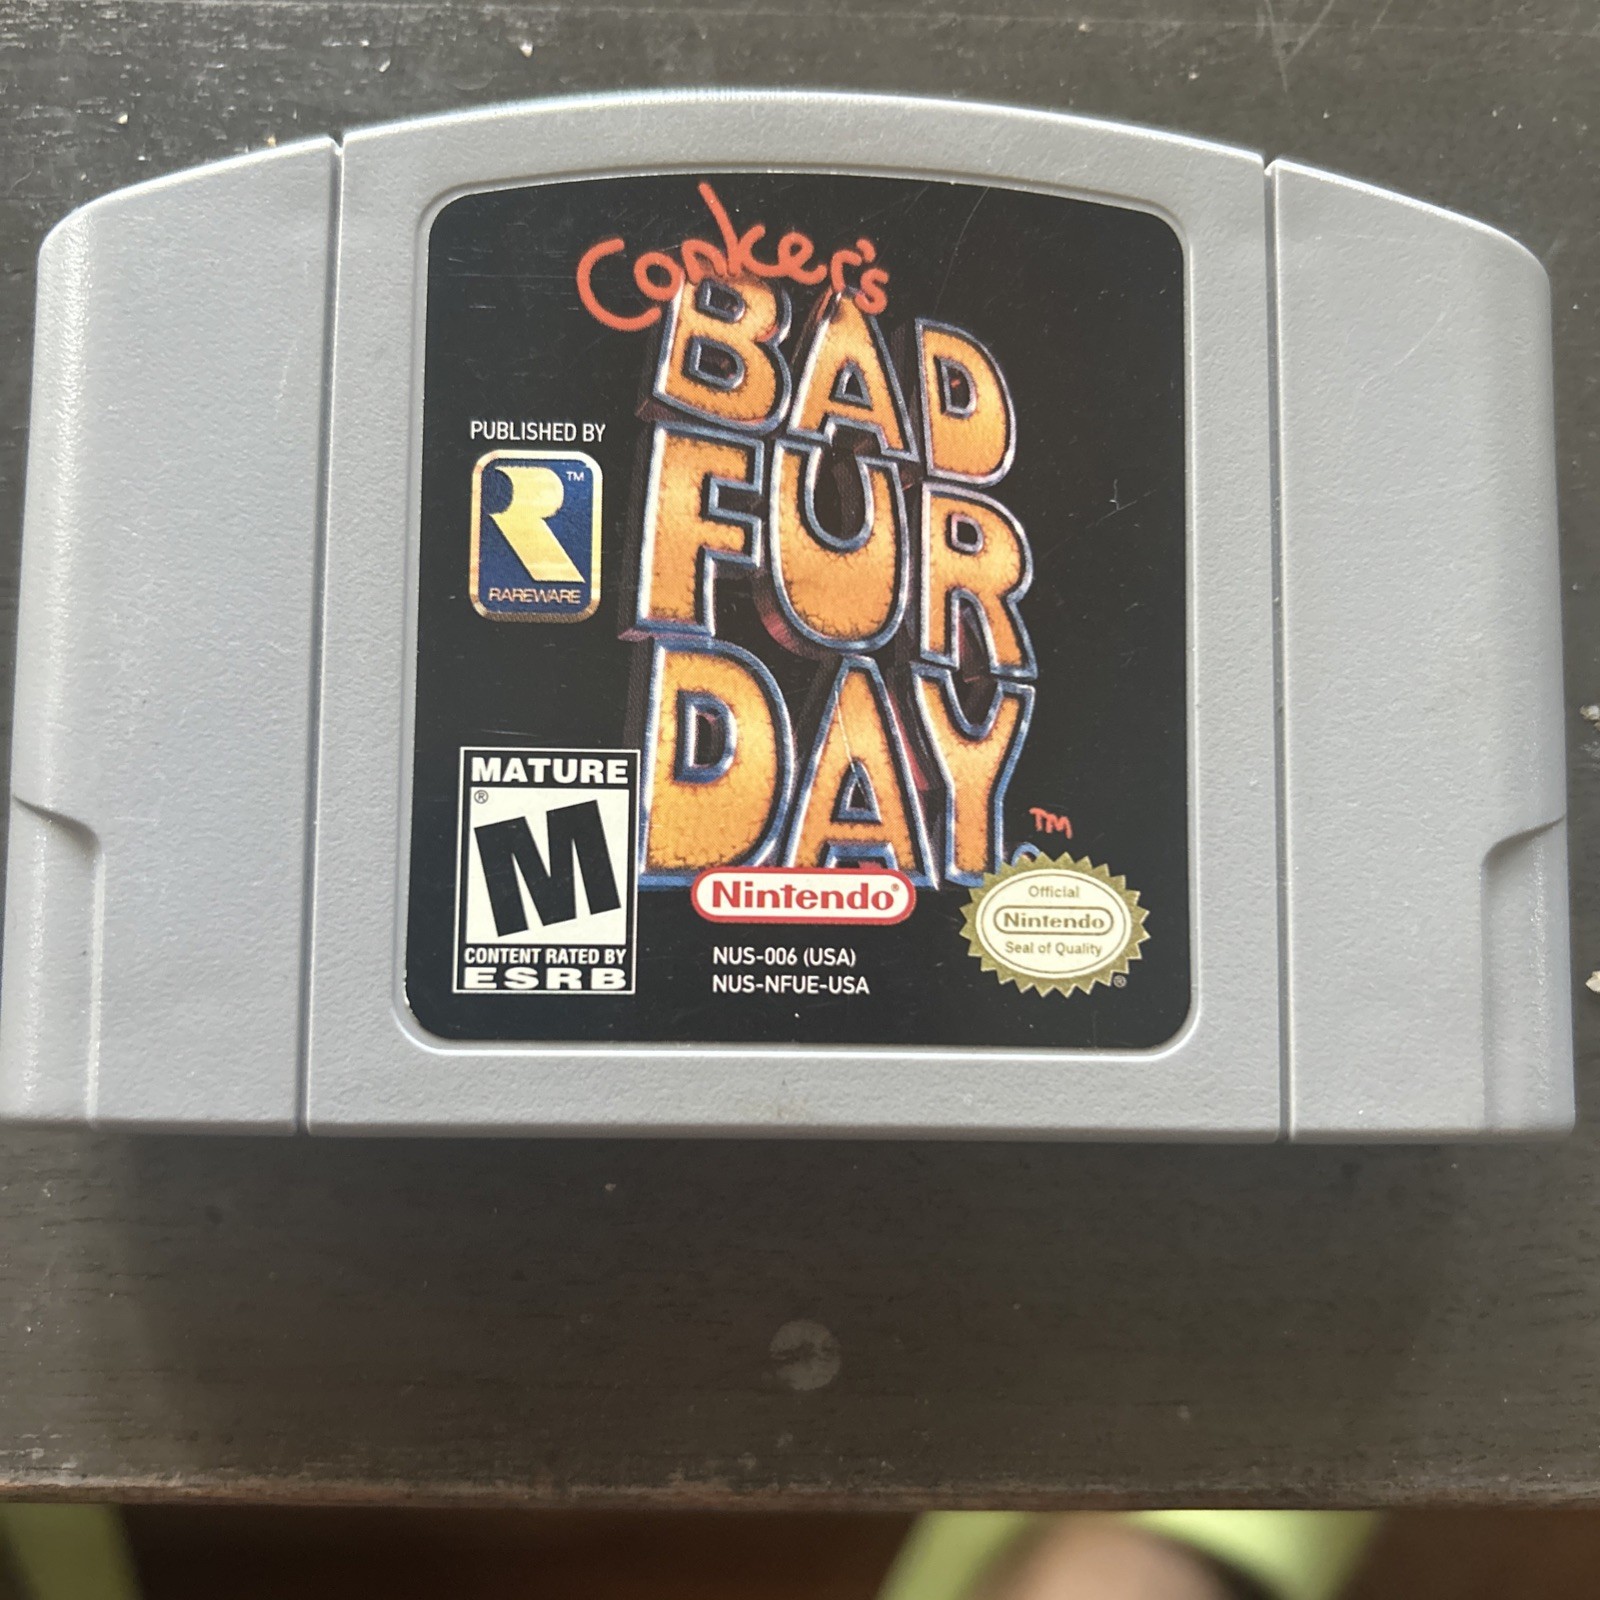 Conker's
BAD
FUR
DAY
TM
PUBLISHED BY
TM
RAREWARE
MATURE
®
M
CONTENT RATED BY
ESRB
Nintendo®
NUS-006 (USA)
NUS-NFUE-USA
Official
Nintendo
Seal of Quality
®